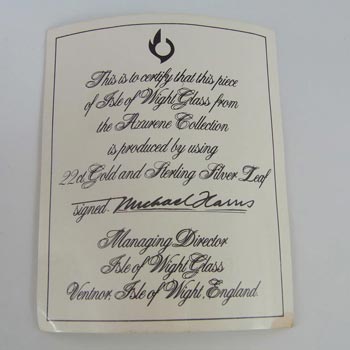 This is to certify that this piece
of Isle of Wight Glass from
the Azurene Collection
is produced by using
22ct Gold and Sterling Silver Leaf
signed. Michael Harris
Managing Director
Isle of Wight Glass
Ventnor, Isle of Wight, England.